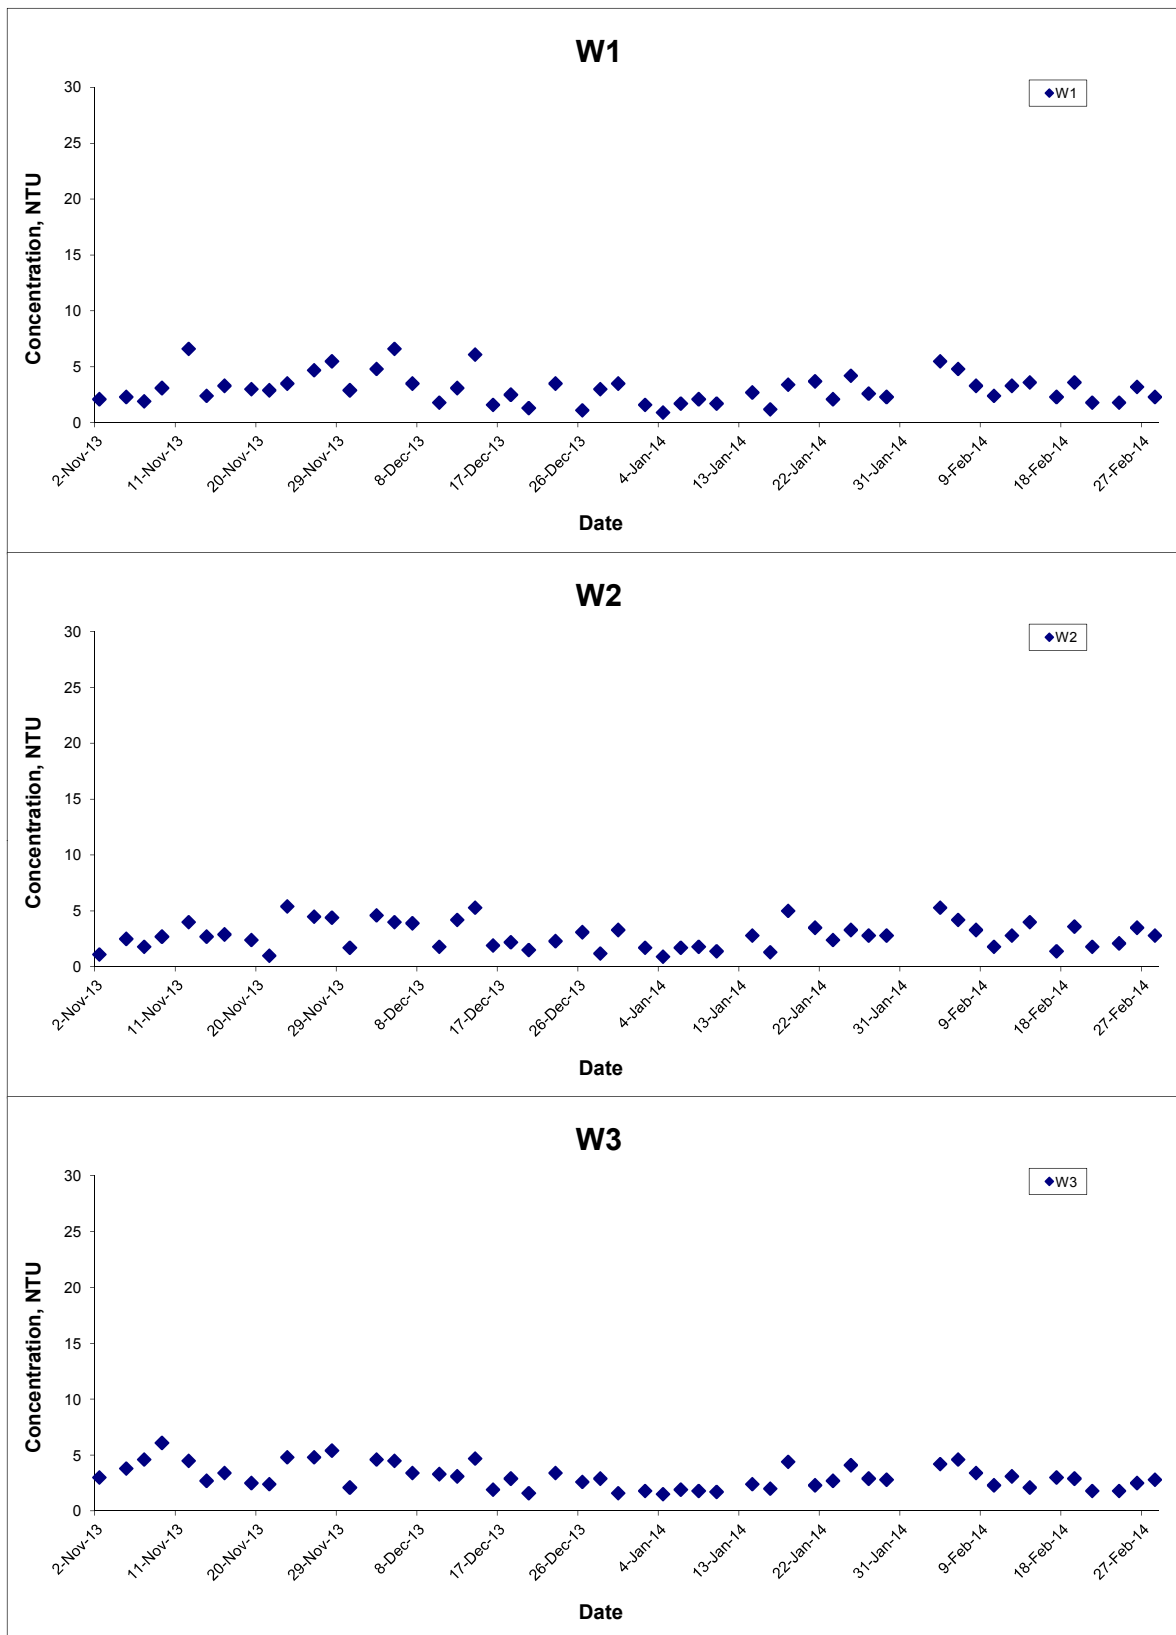 W1
W1
30
25
20
15
10
5
0
Concentration, NTU
2-Nov-13
11-Nov-13
20-Nov-13
29-Nov-13
8-Dec-13
17-Dec-13
26-Dec-13
4-Jan-14
13-Jan-14
22-Jan-14
31-Jan-14
9-Feb-14
18-Feb-14
27-Feb-14
Date
W2
W2
30
25
20
15
10
5
0
Concentration, NTU
2-Nov-13
11-Nov-13
20-Nov-13
29-Nov-13
8-Dec-13
17-Dec-13
26-Dec-13
4-Jan-14
13-Jan-14
22-Jan-14
31-Jan-14
9-Feb-14
18-Feb-14
27-Feb-14
Date
W3
W3
30
25
20
15
10
5
0
Concentration, NTU
2-Nov-13
11-Nov-13
20-Nov-13
29-Nov-13
8-Dec-13
17-Dec-13
26-Dec-13
4-Jan-14
13-Jan-14
22-Jan-14
31-Jan-14
9-Feb-14
18-Feb-14
27-Feb-14
Date